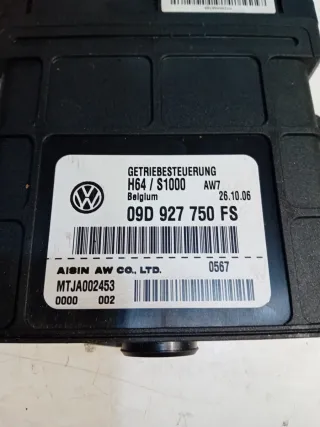 GETRIEBESTEUERUNG
H64 / S1000 AW7
Belgium 26.10.06
09D 927 750 FS
AISIN AW CO., LTD. 0567
MTJA002453
0000 002